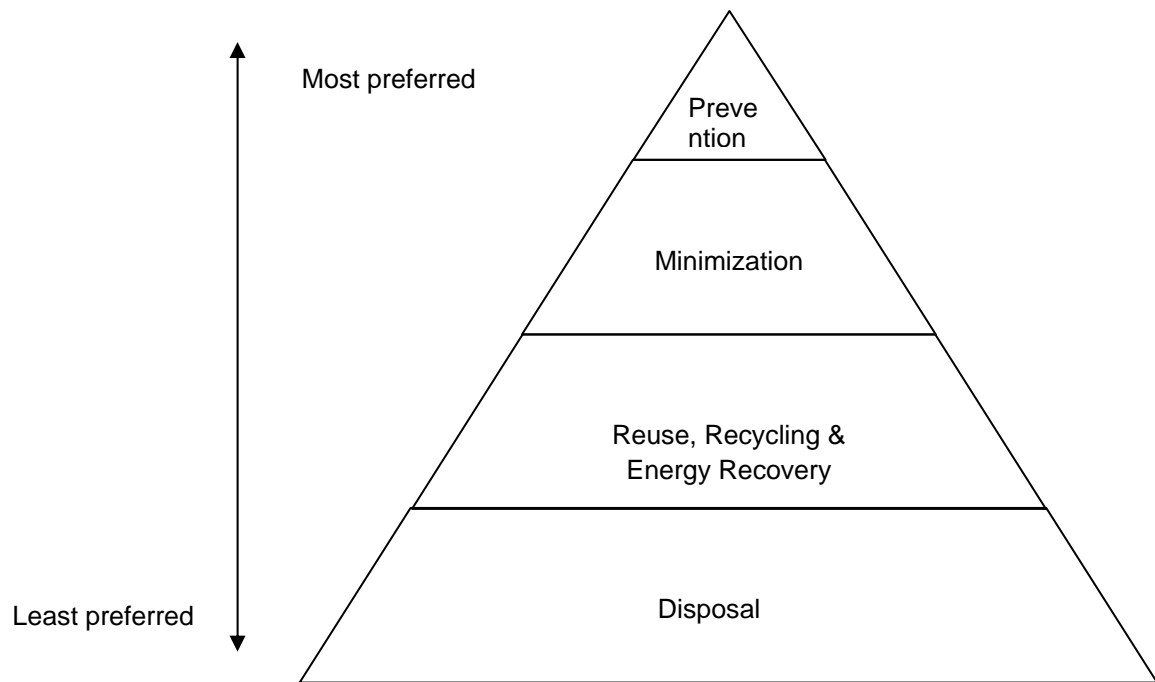 Most preferred
Preve
ntion
Minimization
Reuse, Recycling &
Energy Recovery
Disposal
Least preferred